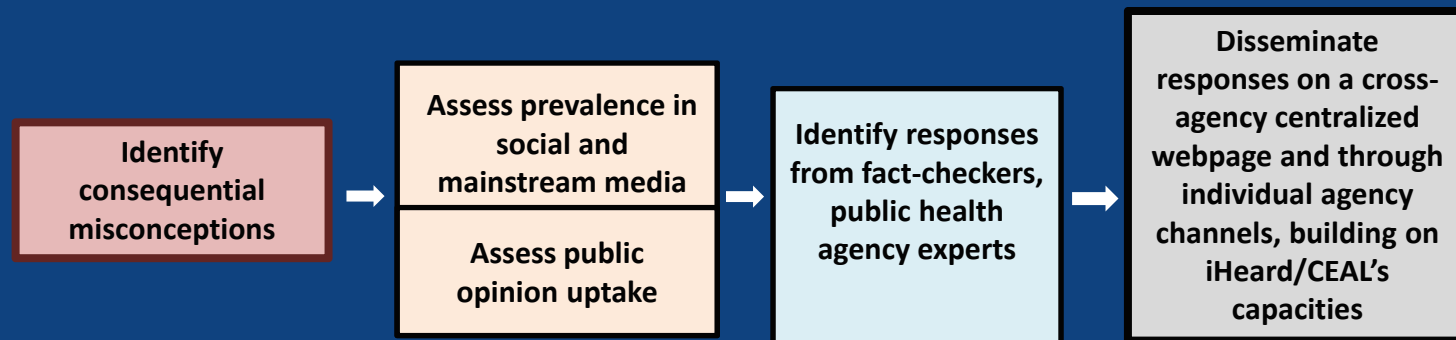 Identify
consequential
misconceptions
Assess prevalence in
social and
mainstream media
Assess public
opinion uptake
Identify responses
from fact-checkers,
public health
agency experts
Disseminate
responses on a cross-
agency centralized
webpage and through
individual agency
channels, building on
iHeard/CEAL’s
capacities